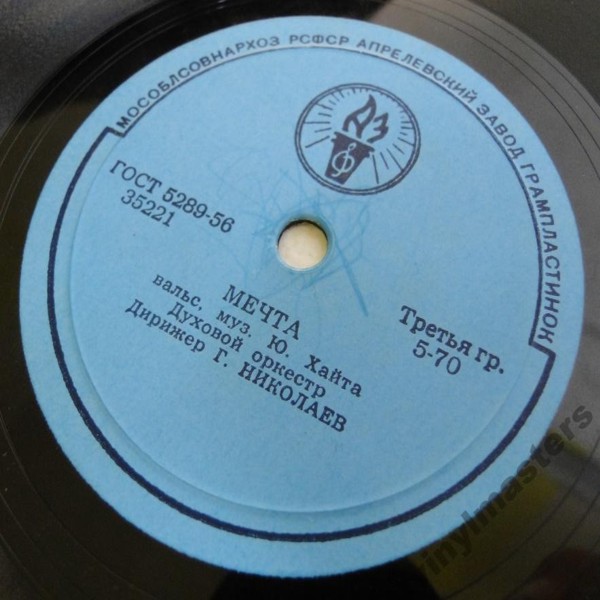 МОСОБЛСОВНАРХОЗ РСФСР АПРЕЛЕВСКИЙ ЗАВОД ГРАМПЛАСТИНОК
ГОСТ 5289-56
35221
МЕЧТА
вальс, муз. Ю. Хайта
Духовой оркестр
Дирижер Г. НИКОЛАЕВ
Третья гр.
5-70
vinylmasters